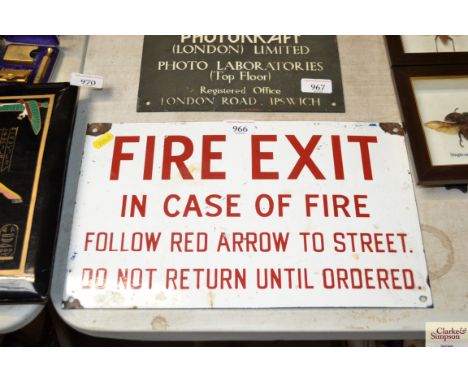 PHOTOKRAFT
(LONDON) LIMITED
PHOTO LABORATORIES
(Top Floor)
Registered Office
LONDON ROAD, IPSWICH
970
967
966
FIRE EXIT
IN CASE OF FIRE
FOLLOW RED ARROW TO STREET.
DO NOT RETURN UNTIL ORDERED.
Clarke&
Simpson